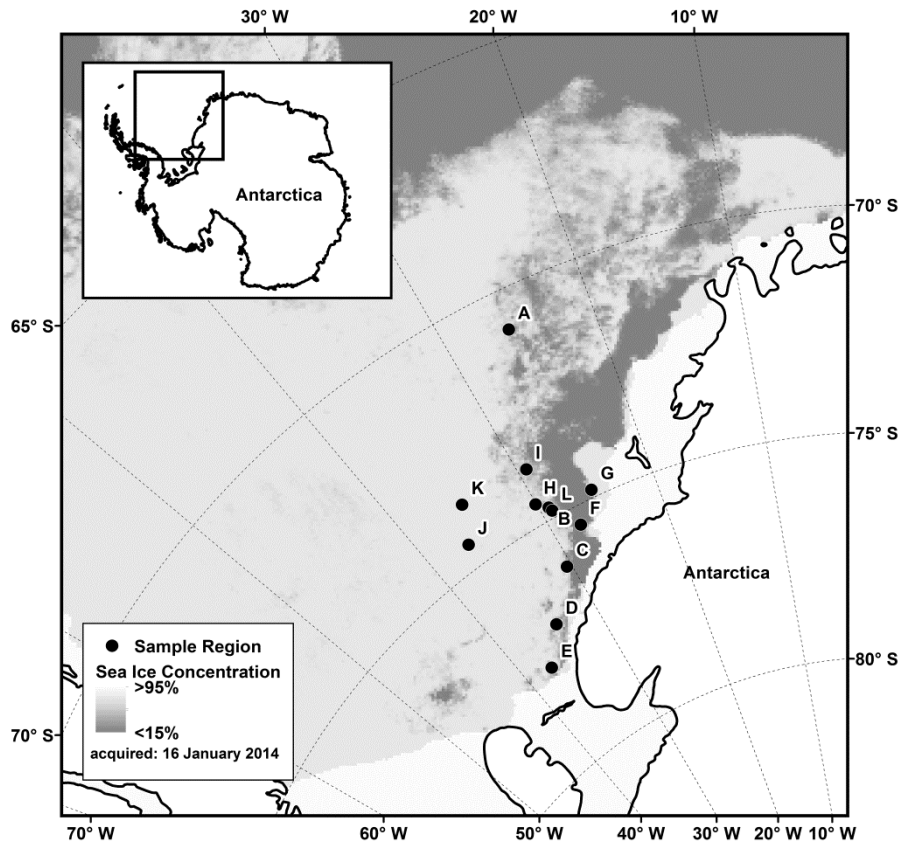 30° W
20° W
10° W
Antarctica
70° S
65° S
A
75° S
I
G
K
H
L
F
B
J
C
Antarctica
D
E
80° S
Sample Region
Sea Ice Concentration
>95%
<15%
acquired: 16 January 2014
70° S
70° W
60° W
50° W
40° W
30° W
20° W
10° W